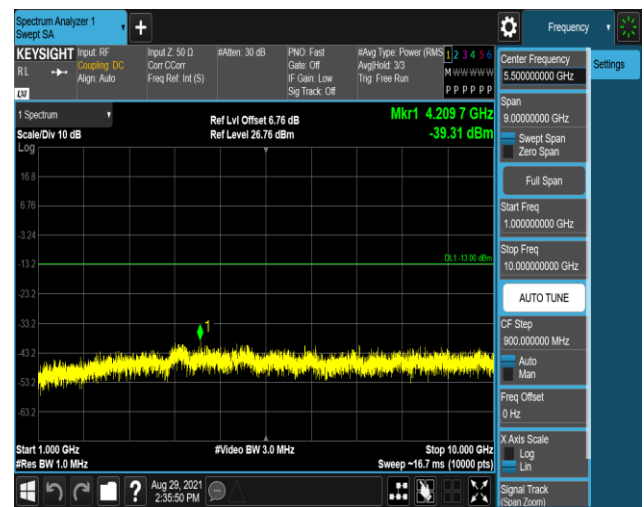 Spectrum Analyzer 1
Swept SA
+
Frequency
KEYSIGHT
Input: RF
Input Z: 50 Ω
#Atten: 30 dB
PNO: Fast
#Avg Type: Power (RMS
1 2 3 4 5 6
RL
Coupling: DC
Corr CCorr
Gate: Off
Avg|Hold: 3/3
M W W W W W
Align: Auto
Freq Ref: Int (S)
IF Gain: Low
Trig: Free Run
Sig Track: Off
P P P P P P
LXI
1 Spectrum
Scale/Div 10 dB
Ref Lvl Offset 6.76 dB
Ref Level 26.76 dBm
Mkr1 4.209 7 GHz
-39.31 dBm
Log
16.8
6.76
-3.24
-13.2
-23.2
-33.2
-43.2
-53.2
-63.2
DL1 -13.00 dBm
1
Start 1.000 GHz
#Video BW 3.0 MHz
Stop 10.000 GHz
#Res BW 1.0 MHz
Sweep ~16.7 ms (10000 pts)
?
Aug 29, 2021
2:35:50 PM
Center Frequency
5.500000000 GHz
Settings
Span
9.00000000 GHz
Swept Span
Zero Span
Full Span
Start Freq
1.000000000 GHz
Stop Freq
10.000000000 GHz
AUTO TUNE
CF Step
900.000000 MHz
Auto
Man
Freq Offset
0 Hz
X Axis Scale
Log
Lin
Signal Track
(Span Zoom)